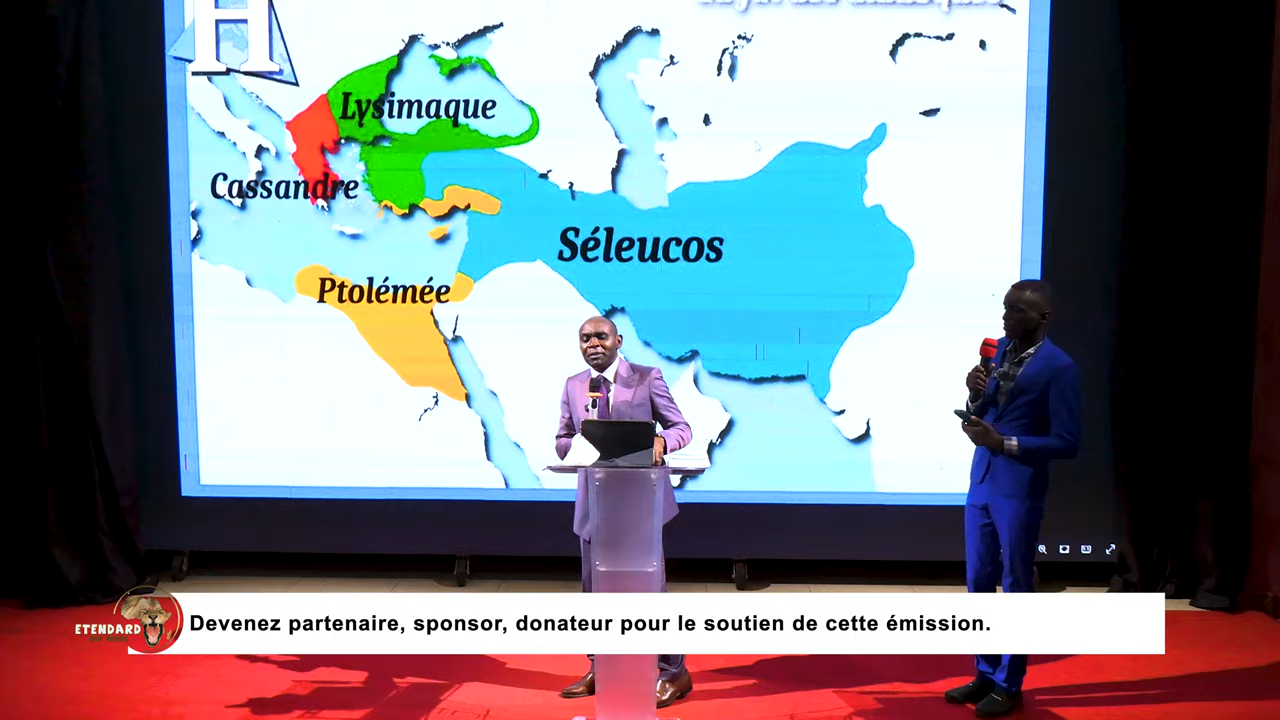 H
Lysimaque
Cassandre
Séleucos
Ptolémée
ETENDARD
Devenez partenaire, sponsor, donateur pour le soutien de cette émission.